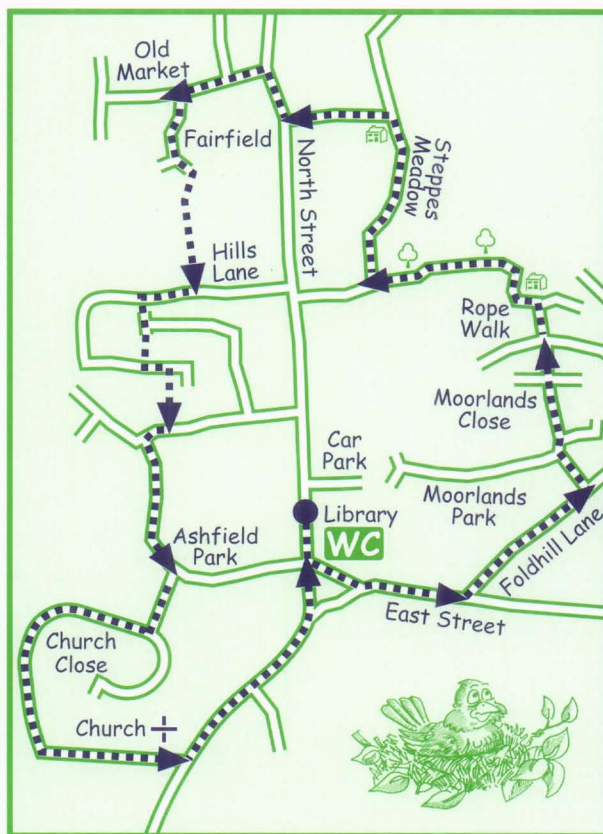 Old
Market
Fairfield
North Street
Steppes
Meadow
Hills
Lane
Rope
Walk
Moorlands
Close
Car
Park
Moorlands
Park
Library
WC
Ashfield
Park
Foldhill Lane
East Street
Church
Close
Church